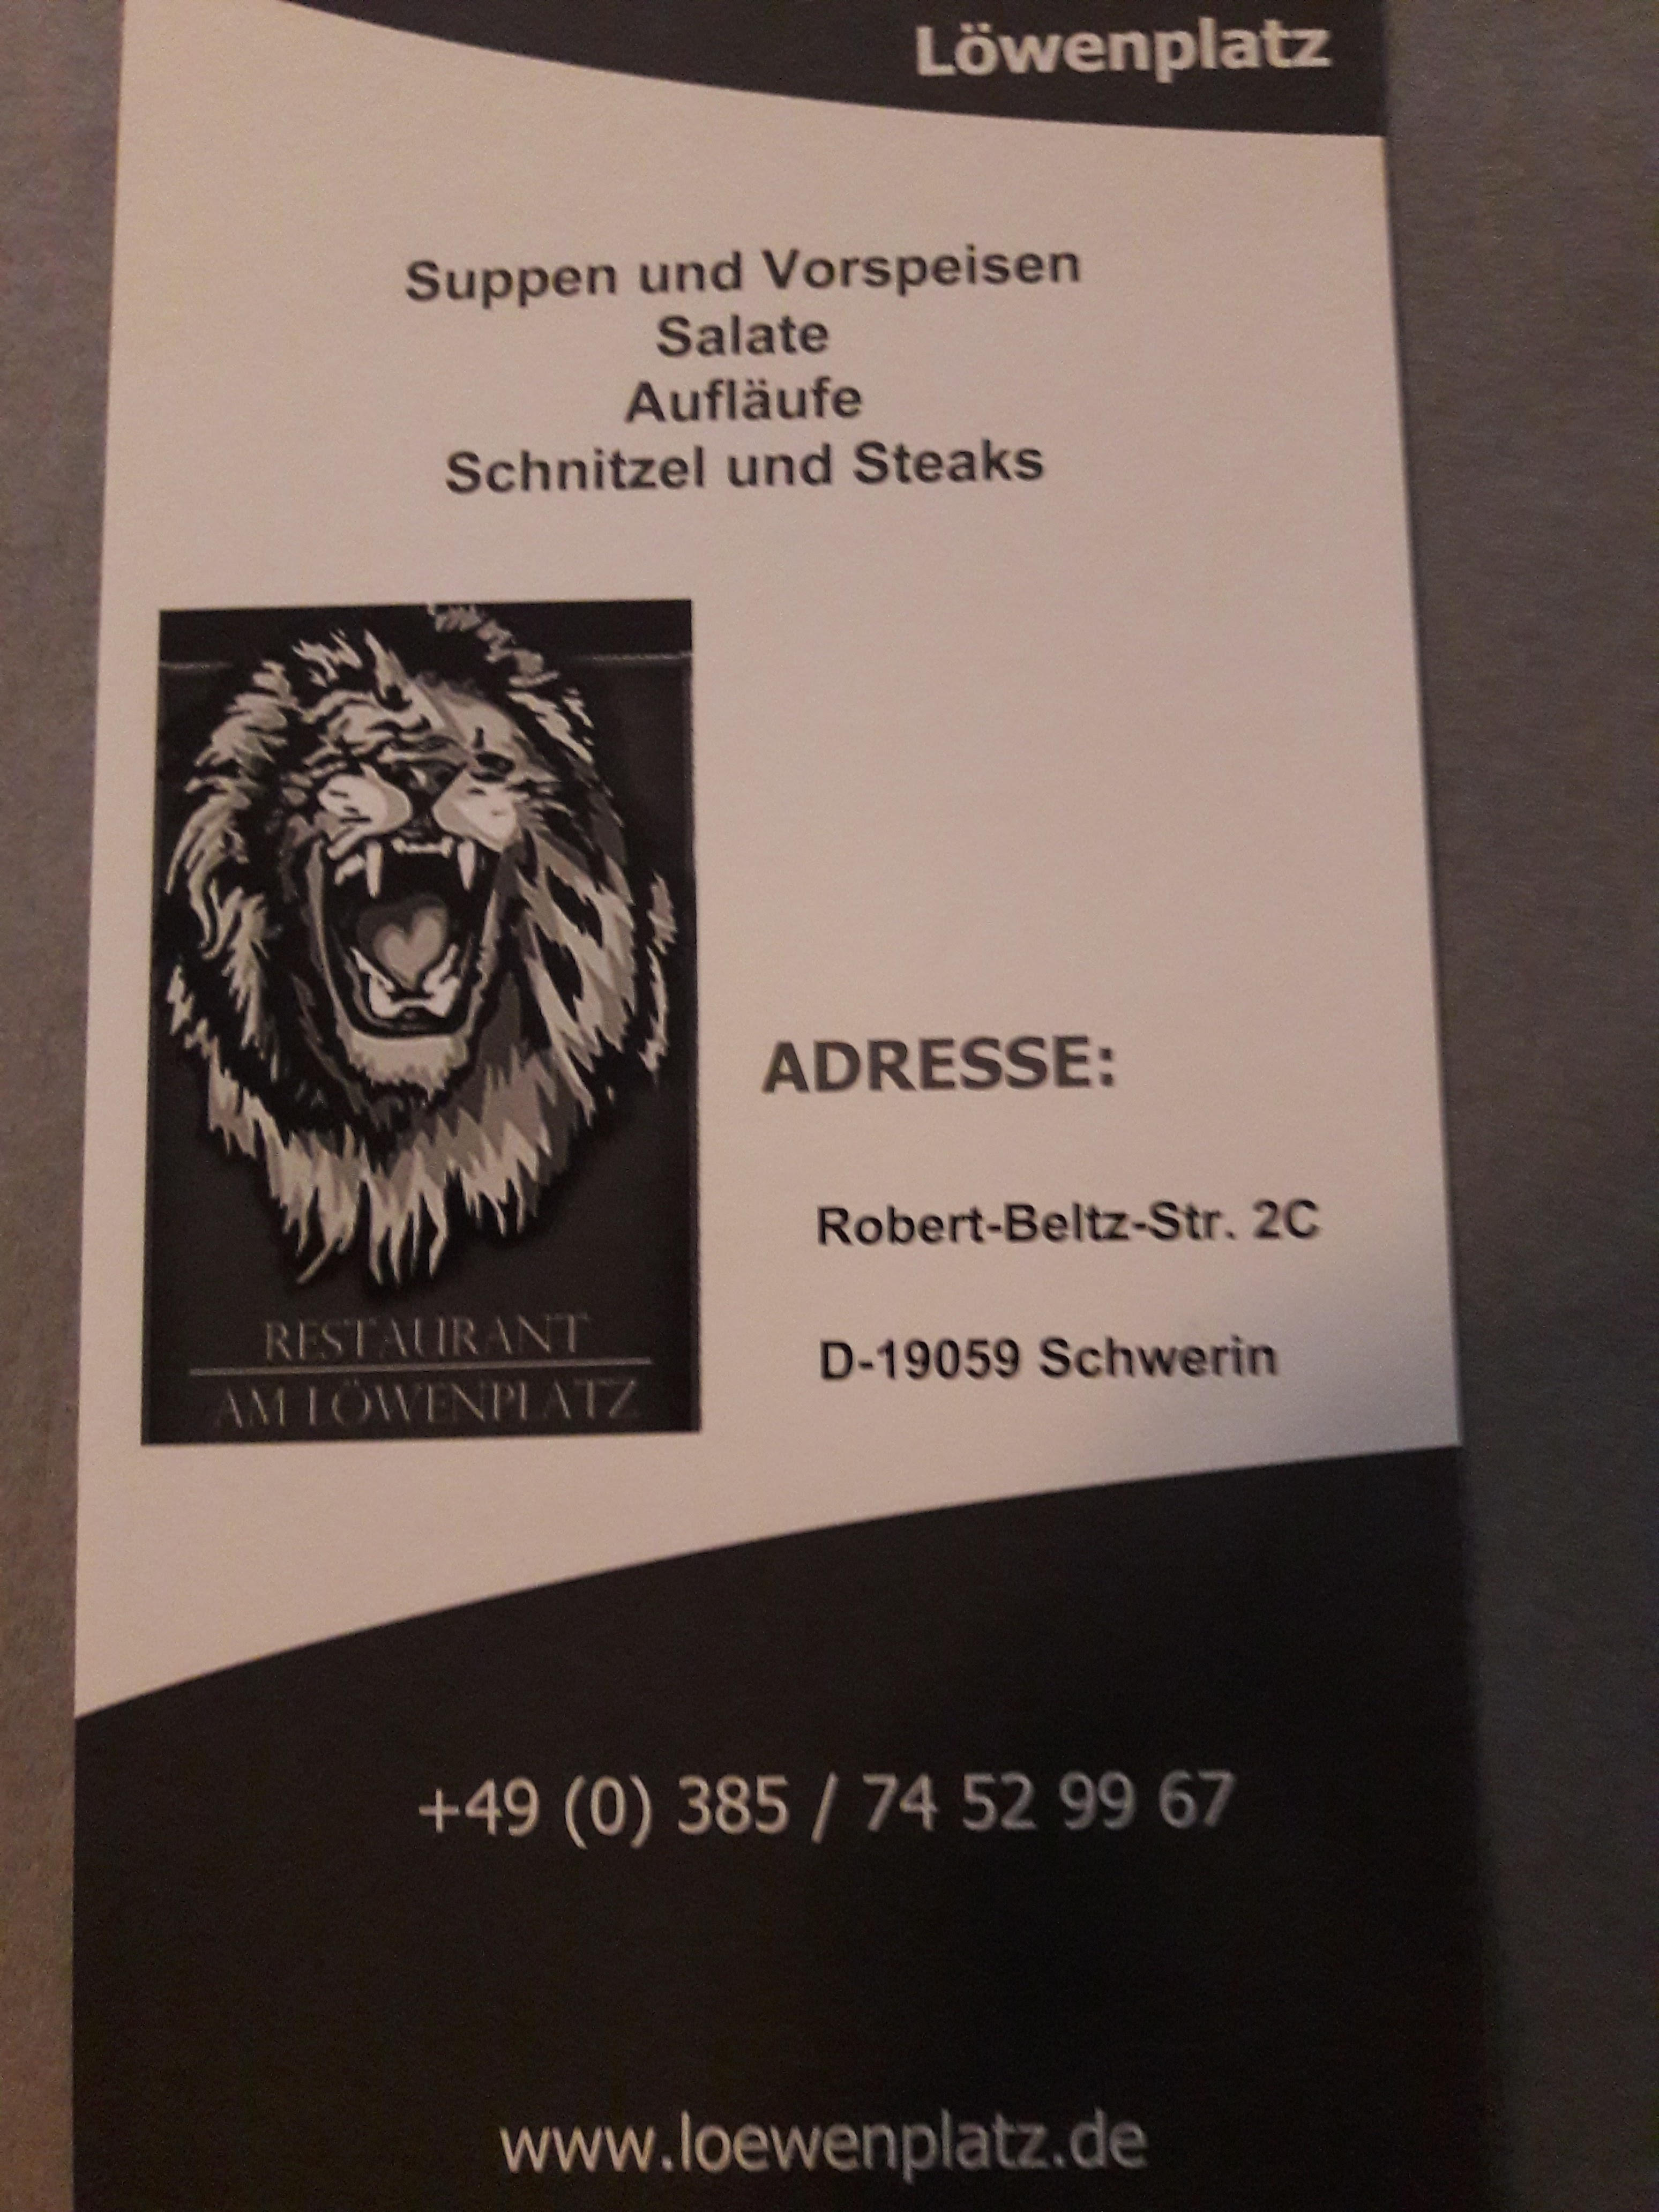 Löwenplatz
Suppen und Vorspeisen
Salate
Aufläufe
Schnitzel und Steaks
ADRESSE:
Robert-Beltz-Str. 2C
D-19059 Schwerin
RESTAURANT
AM LÖWENPLATZ
+49 (0) 385 / 74 52 99 67
www.loewenplatz.de